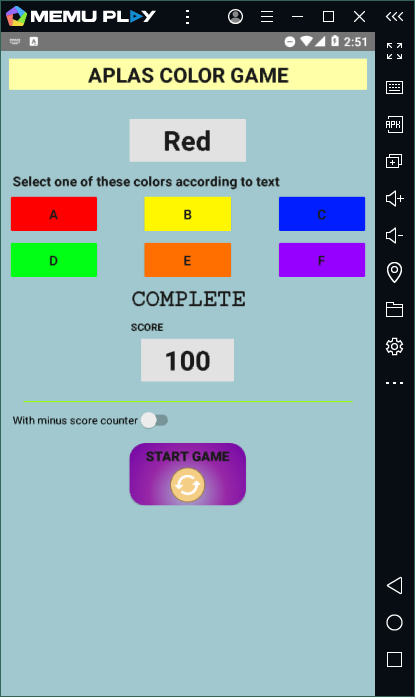 MEMU PLAY
2:51
APLAS COLOR GAME
Red
Select one of these colors according to text
A B C
D E F
COMPLETE
SCORE
100
With minus score counter
START GAME
APK